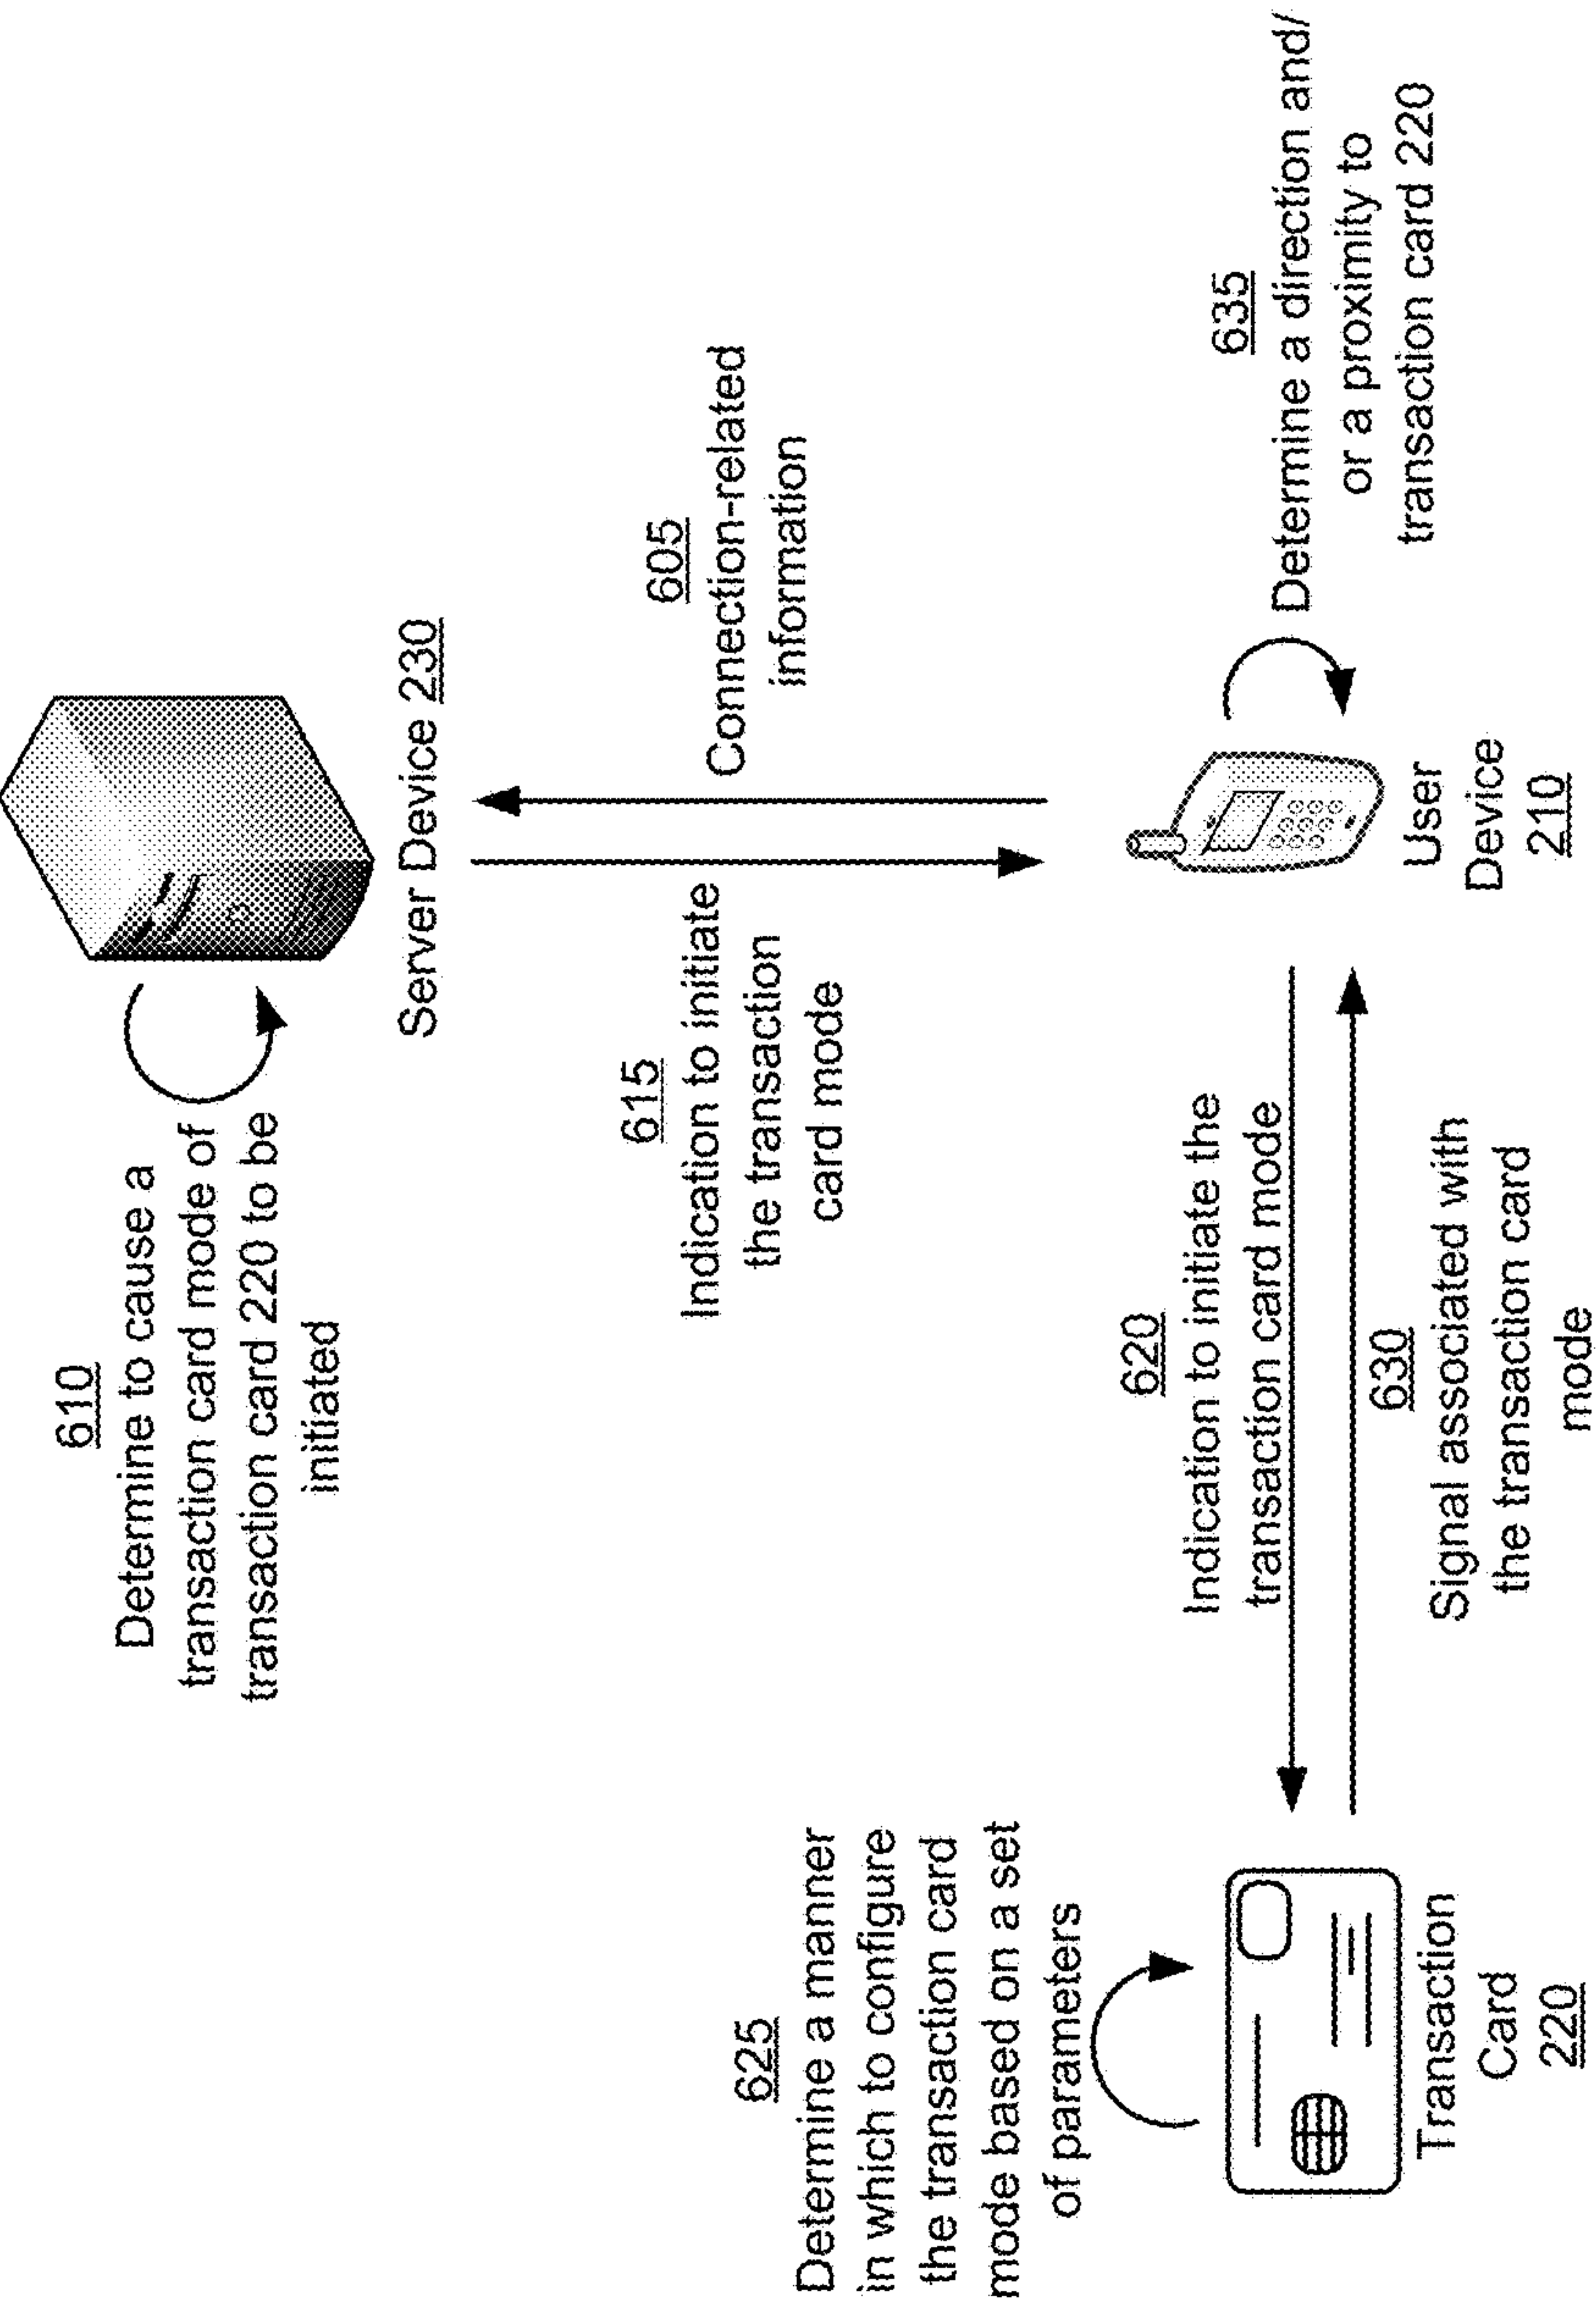 610
Determine to cause a
transaction card mode of
transaction card 220 to be
initiated
Server Device 230
615
Indication to initiate
the transaction
card mode
605
Connection-related
information
625
Determine a manner
in which to configure
the transaction card
mode based on a set
of parameters
620
Indication to initiate the
transaction card mode
630
Signal associated with
the transaction card
mode
635
Determine a direction and/
or a proximity to
transaction card 220
Transaction
Card
220
User
Device
210